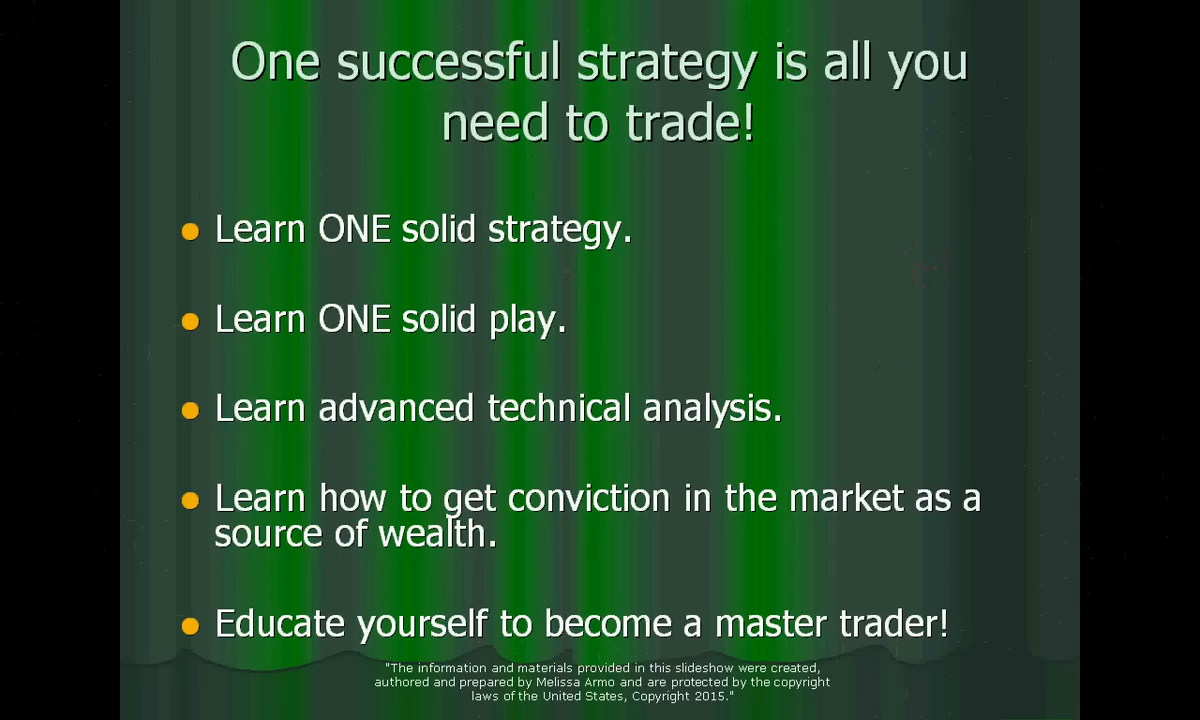 One successful strategy is all you
need to trade!
Learn ONE solid strategy.
Learn ONE solid play.
Learn advanced technical analysis.
Learn how to get conviction in the market as a
source of wealth.
Educate yourself to become a master trader!
"The information and materials provided in this slideshow were created,
authored and prepared by Melissa Armo and are protected by the copyright
laws of the United States, Copyright 2015."